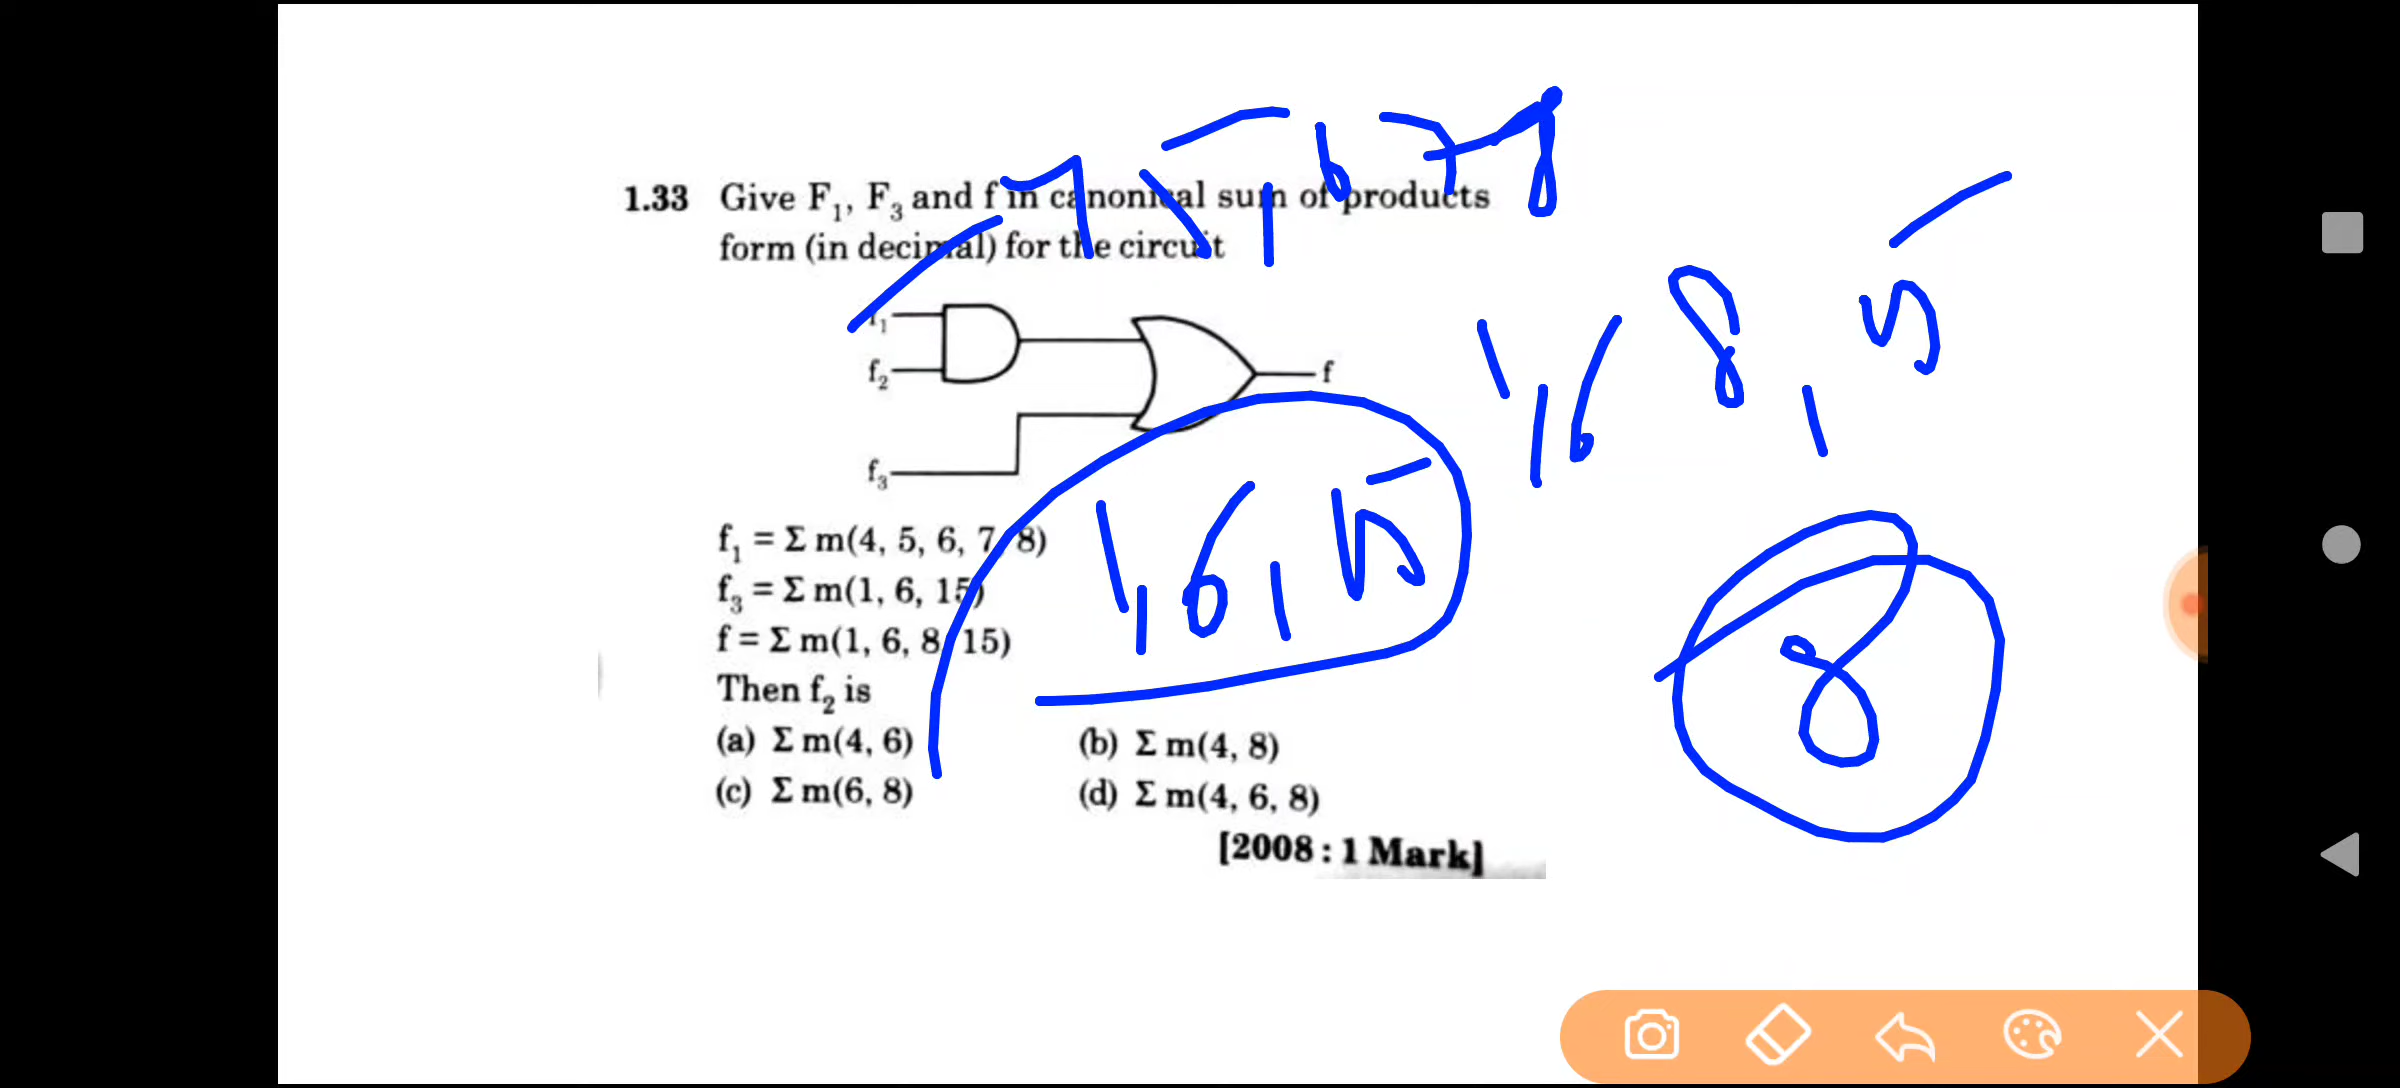 1.33 Give F₁, F₃ and f in canonical sum of products
form (in decimal) for the circuit
f₁
f₂
f
f₃
f₁ = Σ m(4, 5, 6, 7, 8)
f₃ = Σ m(1, 6, 15)
f = Σ m(1, 6, 8, 15)
Then f₂ is
(a) Σ m(4, 6) (b) Σ m(4, 8)
(c) Σ m(6, 8) (d) Σ m(4, 6, 8)
[2008 : 1 Mark]
6 7 8
1, 6 8, 15
1, 6, 15
8